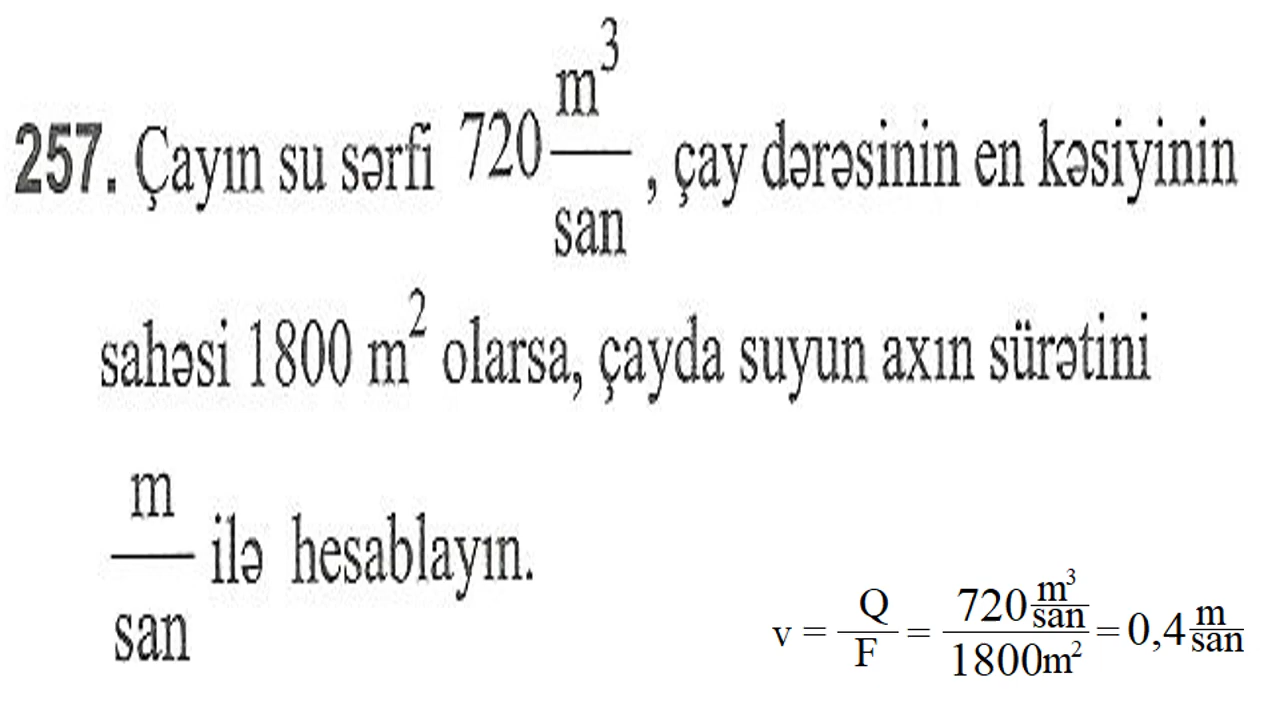 257. Çayın su sərfi 720 m³/san, çay dərəsinin en kəsiyinin
sahəsi 1800 m² olarsa, çayda suyun axın sürətini
m/san ilə hesablayın.
v = Q/F = 720 m³/san / 1800m² = 0,4 m/san